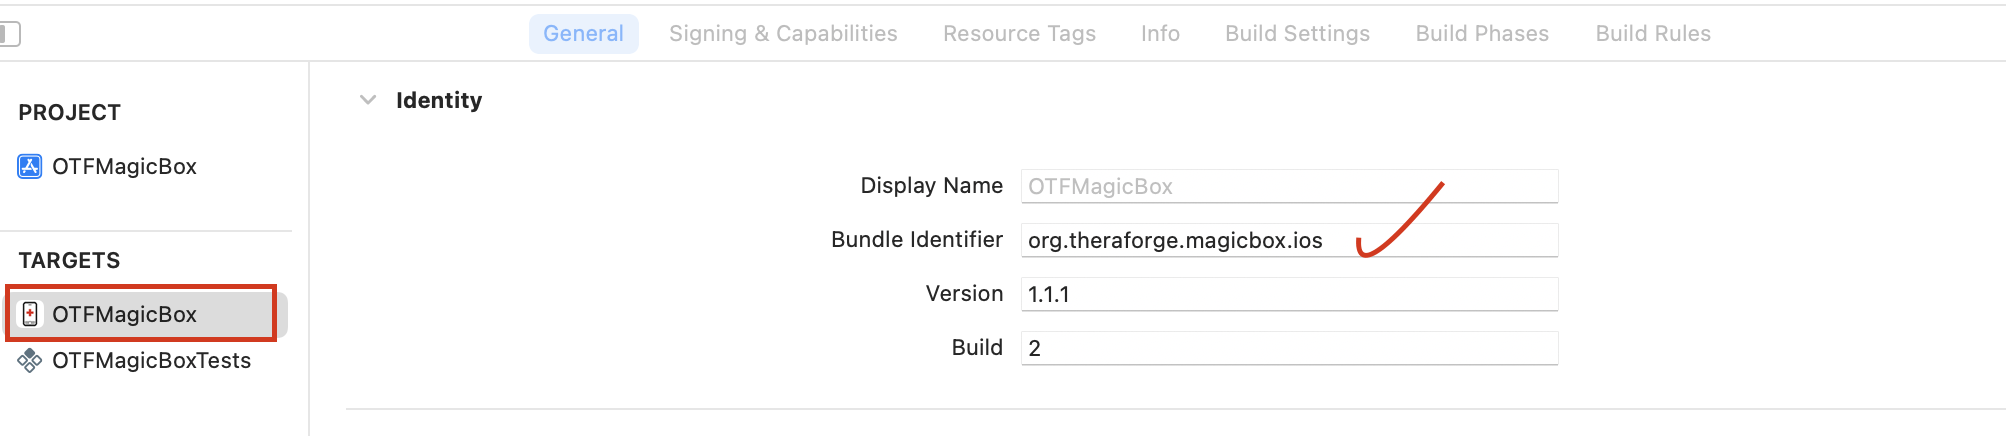 General Signing & Capabilities Resource Tags Info Build Settings Build Phases Build Rules
PROJECT
OTFMagicBox
TARGETS
OTFMagicBox
OTFMagicBoxTests
Identity
Display Name OTFMagicBox
Bundle Identifier org.theraforge.magicbox.ios
Version 1.1.1
Build 2